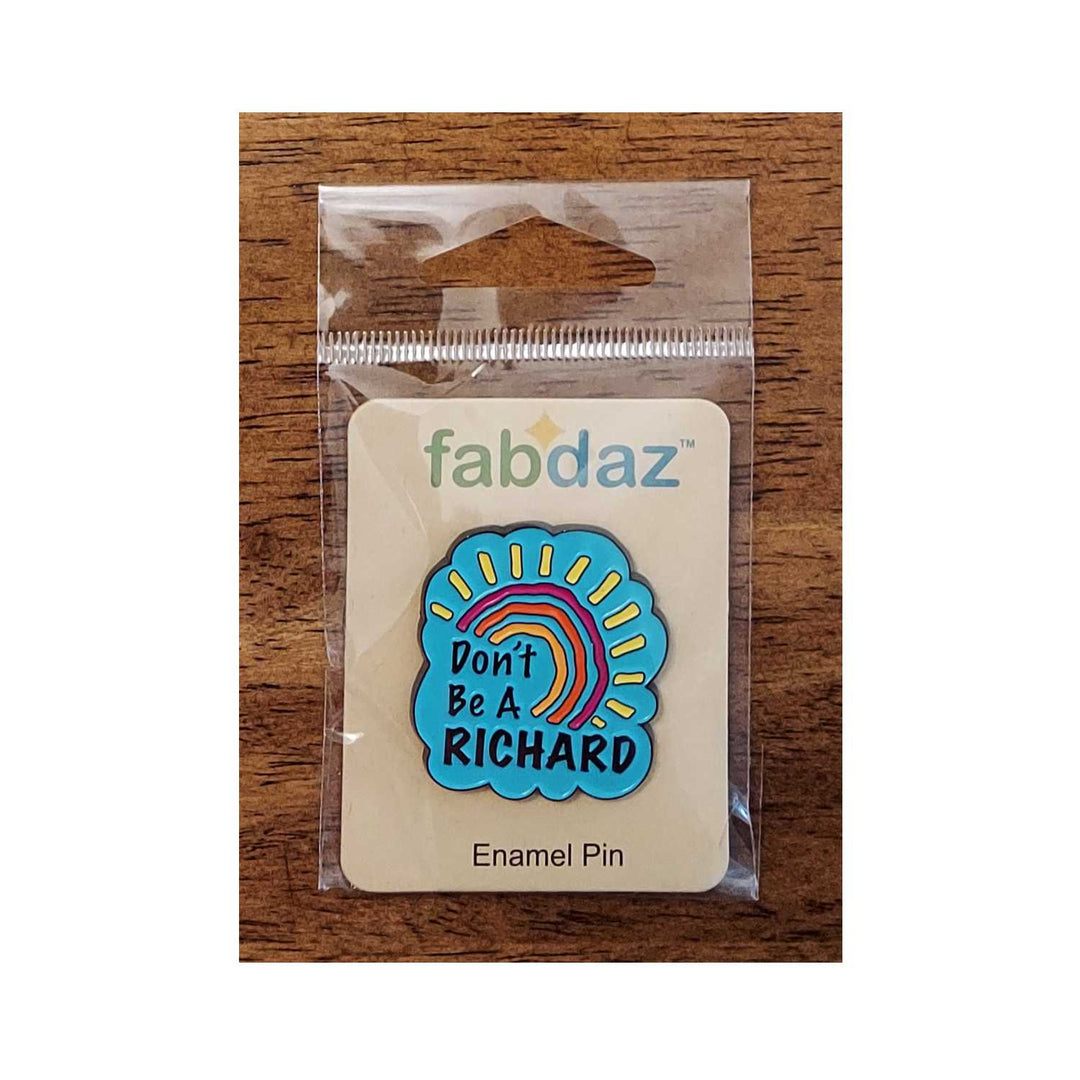 fabdaz™
Don't
Be A
RICHARD
Enamel Pin